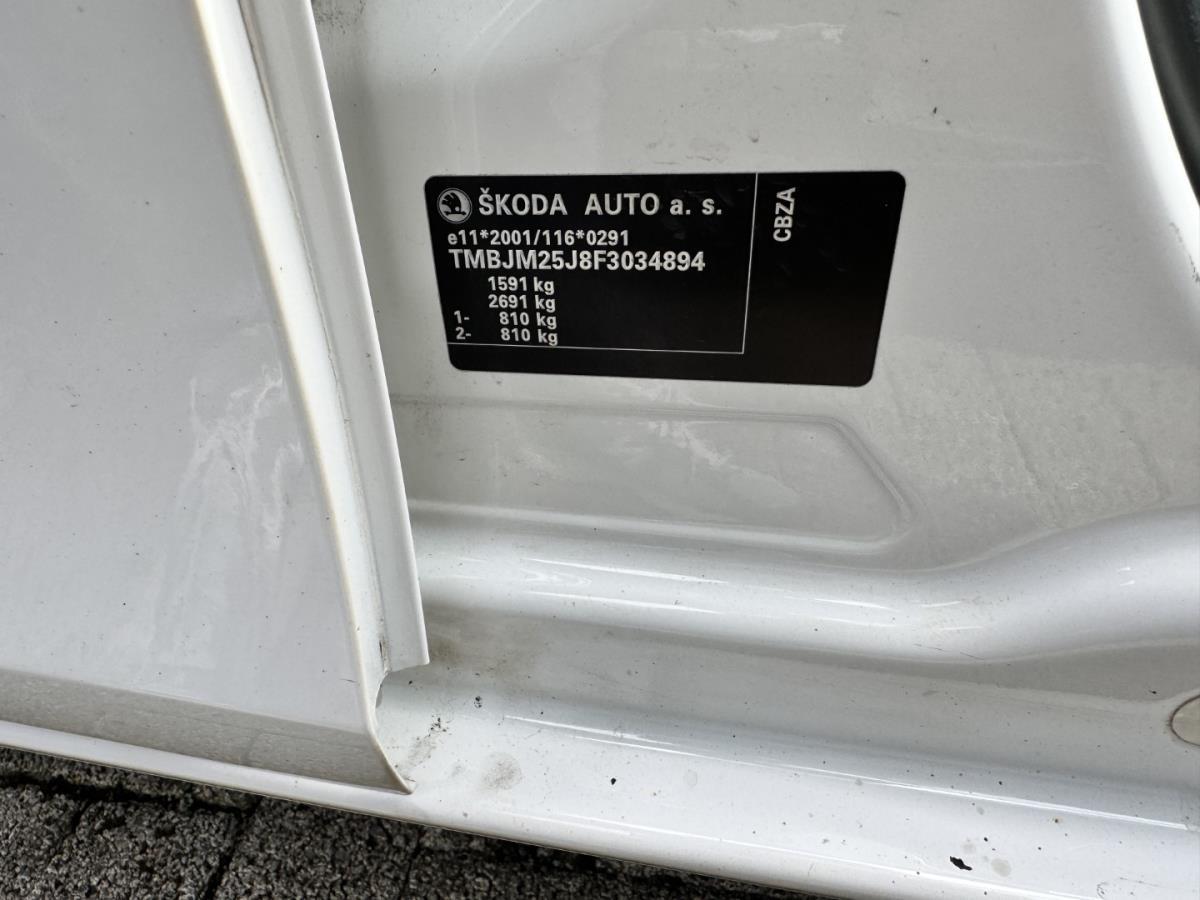 ŠKODA AUTO a. s.
e11*2001/116*0291
TMBJM25J8F3034894
1591 kg
2691 kg
1- 810 kg
2- 810 kg
CBZA